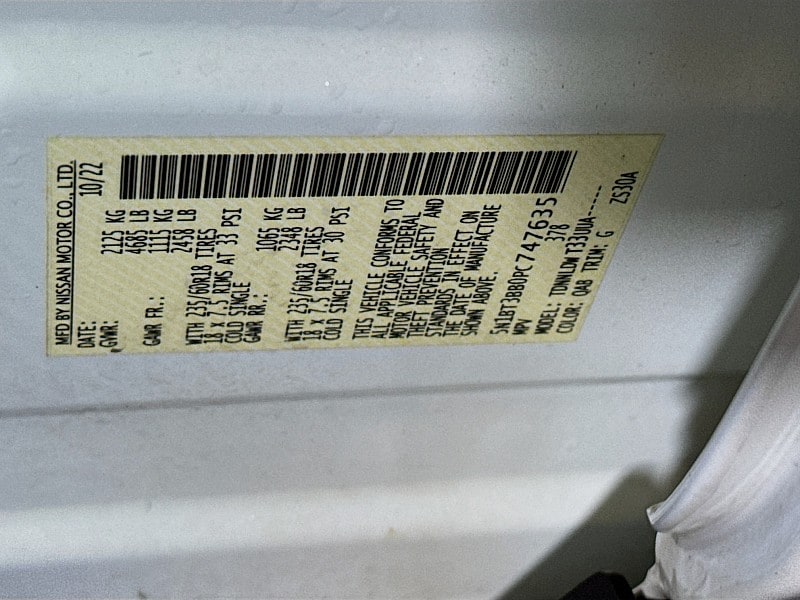 MFD BY NISSAN MOTOR CO., LTD.
DATE: 10/22
GVWR: 2125 KG
4685 LB
GAWR FR.: 1115 KG
2458 LB
WITH 235/60R18 TIRES
18 X 7.5 RIMS AT 33 PSI
COLD SINGLE
GAWR RR.: 1065 KG
2348 LB
WITH 235/60R18 TIRES
18 X 7.5 RIMS AT 30 PSI
COLD SINGLE
THIS VEHICLE CONFORMS TO
ALL APPLICABLE FEDERAL
MOTOR VEHICLE SAFETY AND
THEFT PREVENTION
STANDARDS IN EFFECT ON
THE DATE OF MANUFACTURE
SHOWN ABOVE.
5N1BT3BB0PC747635
MPV 378
MODEL:
COLOR: QAB TRIM: G ZS30A